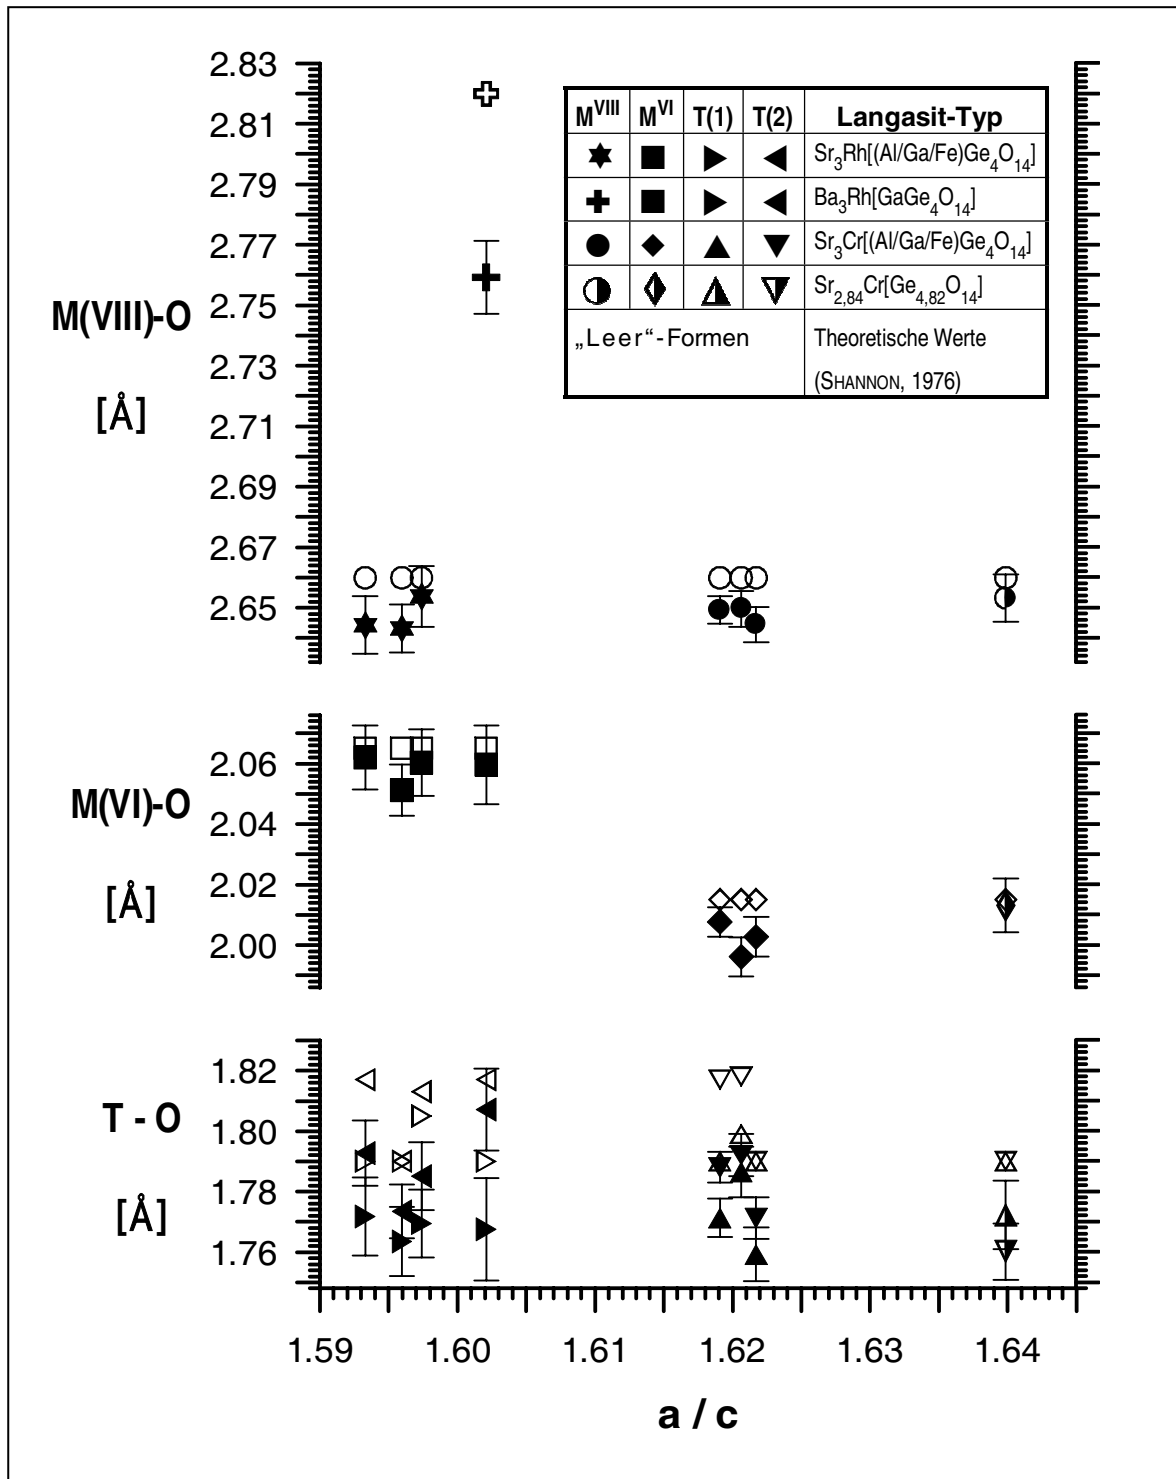 2.83
2.81
2.79
2.77
2.75
2.73
2.71
2.69
2.67
2.65
M(VIII)-O
[Å]
M^VIII M^VI T(1) T(2) Langasit-Typ
Sr3Rh[(Al/Ga/Fe)Ge4O14]
Ba3Rh[GaGe4O14]
Sr3Cr[(Al/Ga/Fe)Ge4O14]
Sr2,84Cr[Ge4,82O14]
„Leer“-Formen Theoretische Werte
(SHANNON, 1976)
2.06
2.04
2.02
2.00
M(VI)-O
[Å]
1.82
1.80
1.78
1.76
T - O
[Å]
1.59 1.60 1.61 1.62 1.63 1.64
a / c